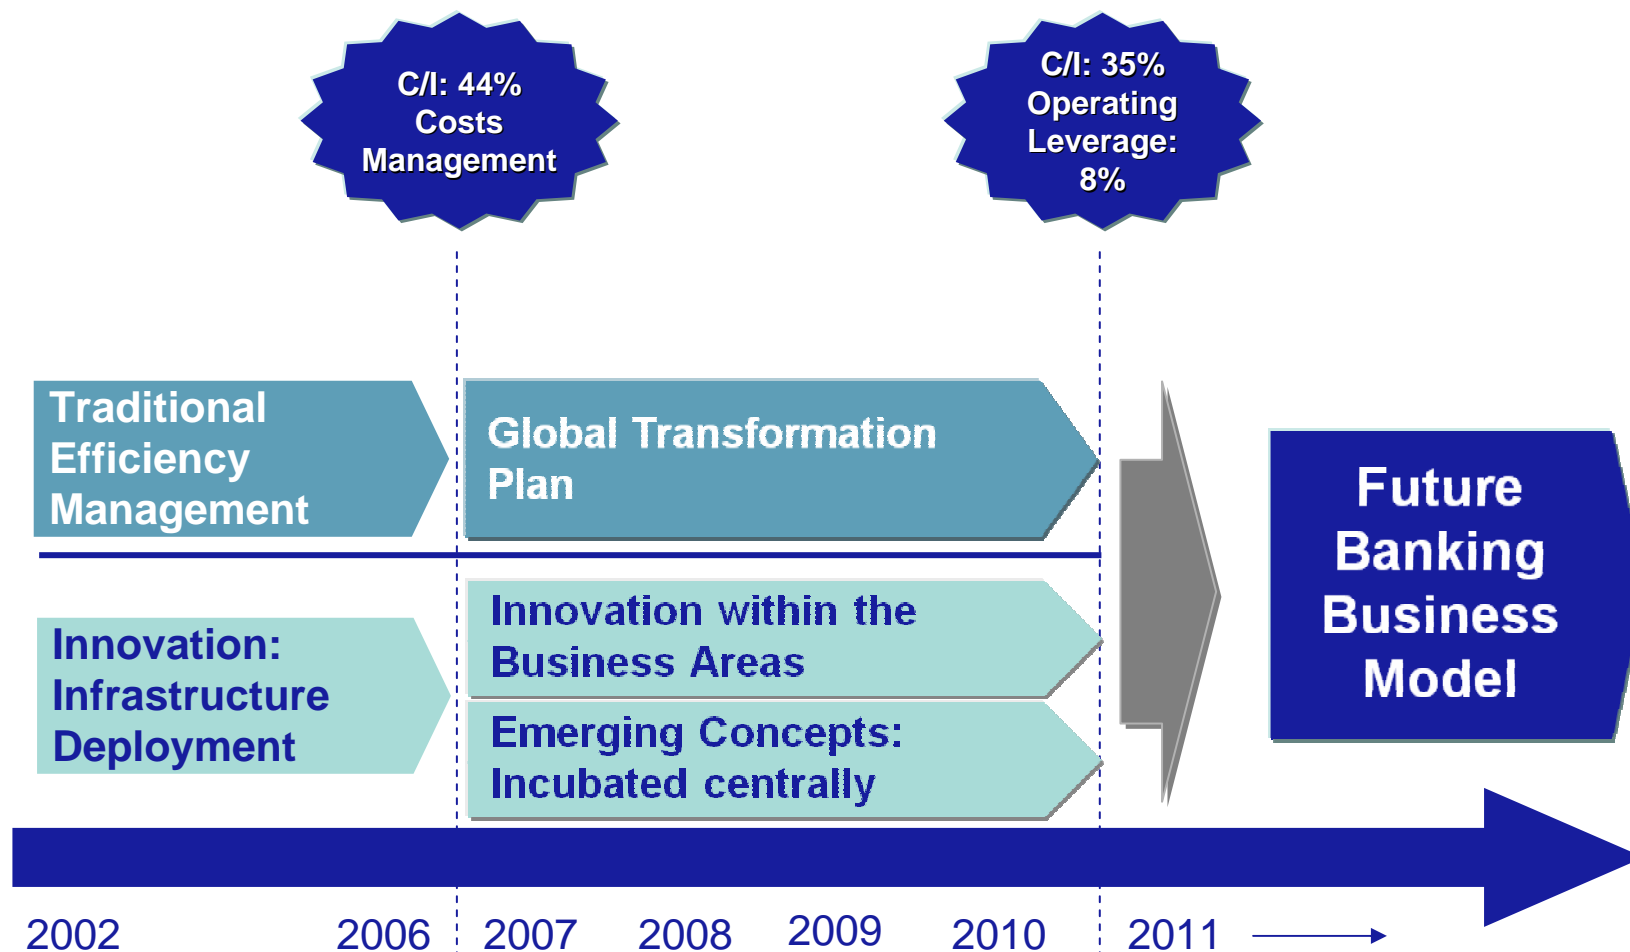 C/I: 44%
Costs
Management
C/I: 35%
Operating
Leverage:
8%
Traditional
Efficiency
Management
Global Transformation
Plan
Innovation:
Infrastructure
Deployment
Innovation within the
Business Areas
Emerging Concepts:
Incubated centrally
Future
Banking
Business
Model
2002 2006 2007 2008 2009 2010 2011